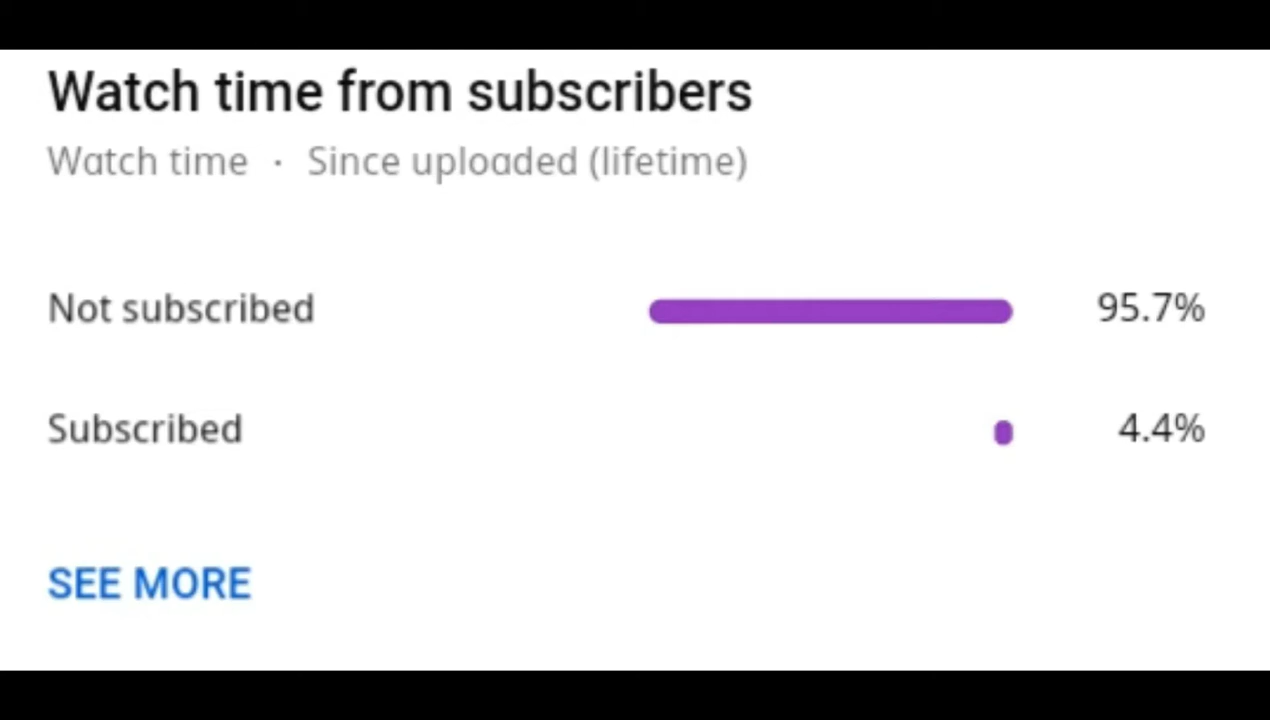 Watch time from subscribers
Watch time · Since uploaded (lifetime)
Not subscribed 95.7%
Subscribed 4.4%
SEE MORE